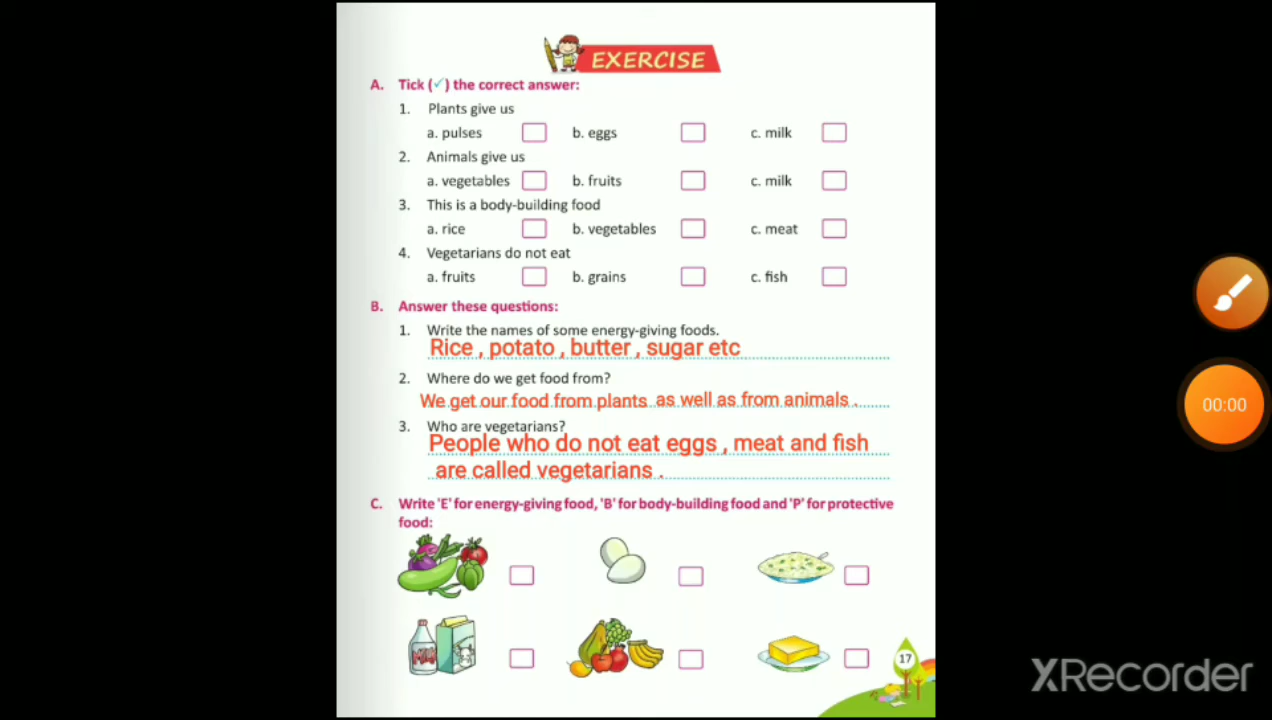 EXERCISE
A. Tick (✓) the correct answer:
1. Plants give us
a. pulses b. eggs c. milk
2. Animals give us
a. vegetables b. fruits c. milk
3. This is a body-building food
a. rice b. vegetables c. meat
4. Vegetarians do not eat
a. fruits b. grains c. fish
B. Answer these questions:
1. Write the names of some energy-giving foods.
Rice , potato , butter , sugar etc
2. Where do we get food from?
We get our food from plants as well as from animals .
3. Who are vegetarians?
People who do not eat eggs , meat and fish
are called vegetarians .
C. Write 'E' for energy-giving food, 'B' for body-building food and 'P' for protective
food:
MILK
17
00:00
XRecorder